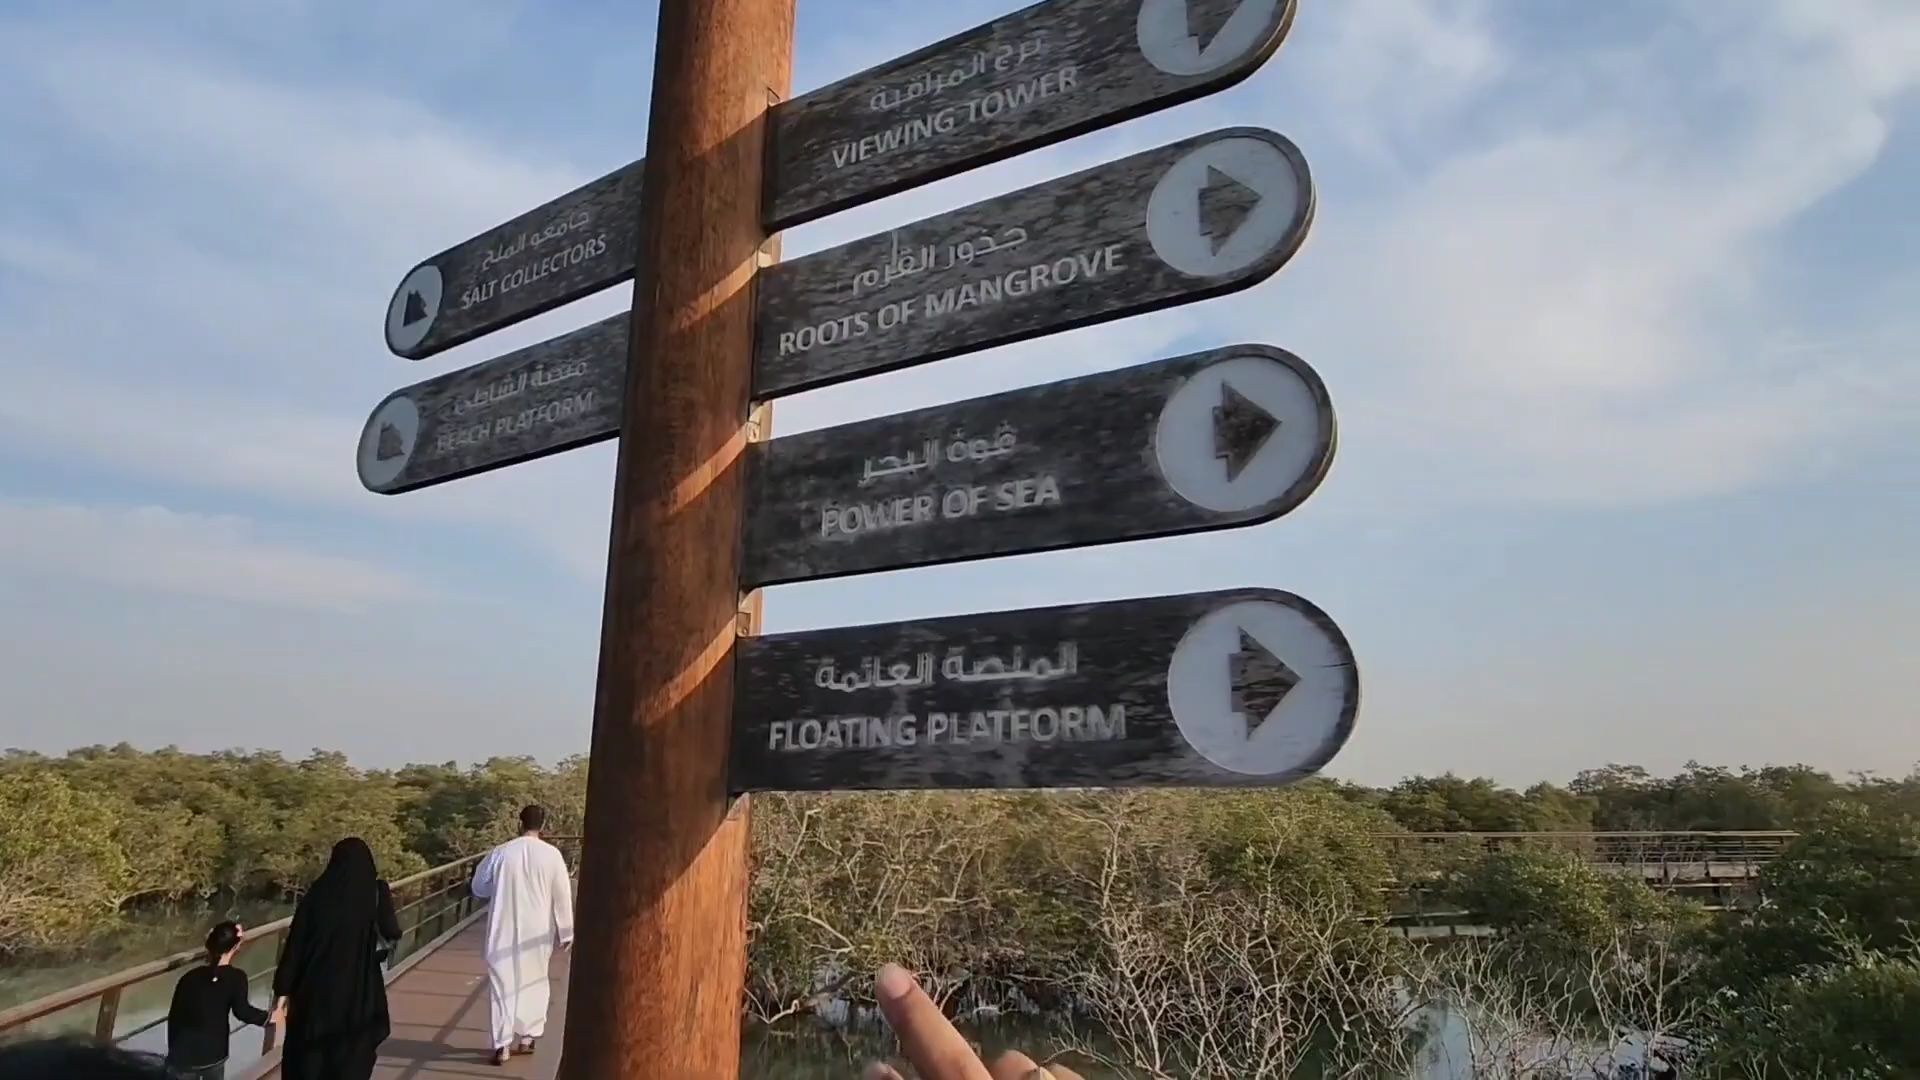 برج المراقبة
VIEWING TOWER
جذور القرم
ROOTS OF MANGROVE
قوة البحر
POWER OF SEA
المنصة العائمة
FLOATING PLATFORM
جامعو الملح
SALT COLLECTORS
منصة الشاطئ
BEACH PLATFORM